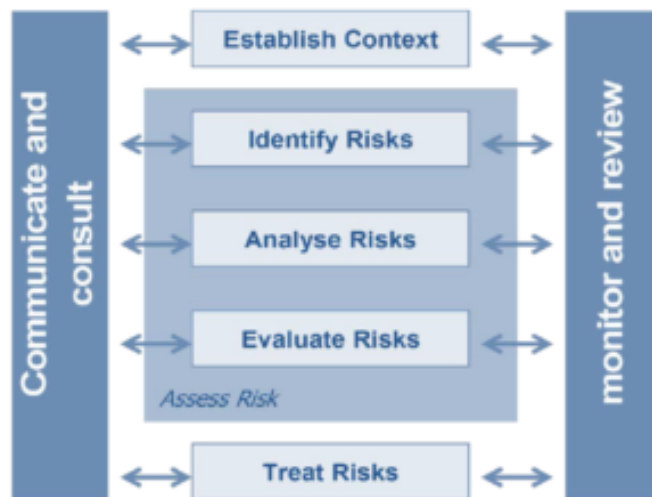 Communicate and
consult
Establish Context
Identify Risks
Analyse Risks
Evaluate Risks
Assess Risk
Treat Risks
monitor and review